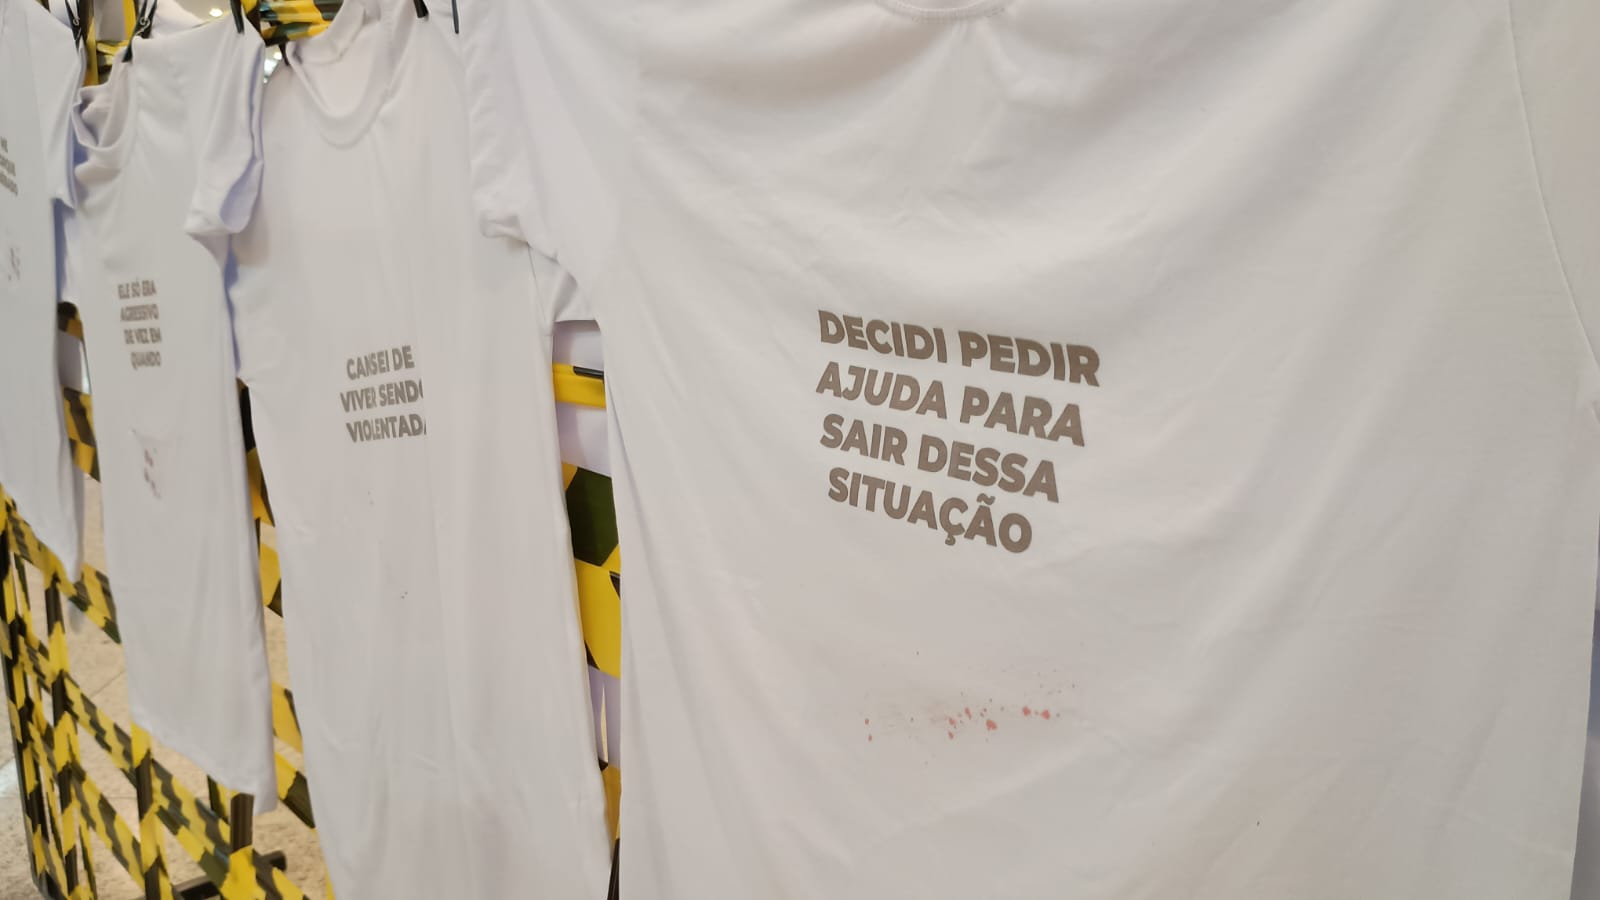 ELE SÓ ERA
AGRESSIVO
DE VEZ EM
QUANDO
CANSEI DE
VIVER SENDO
VIOLENTADA
DECIDI PEDIR
AJUDA PARA
SAIR DESSA
SITUAÇÃO